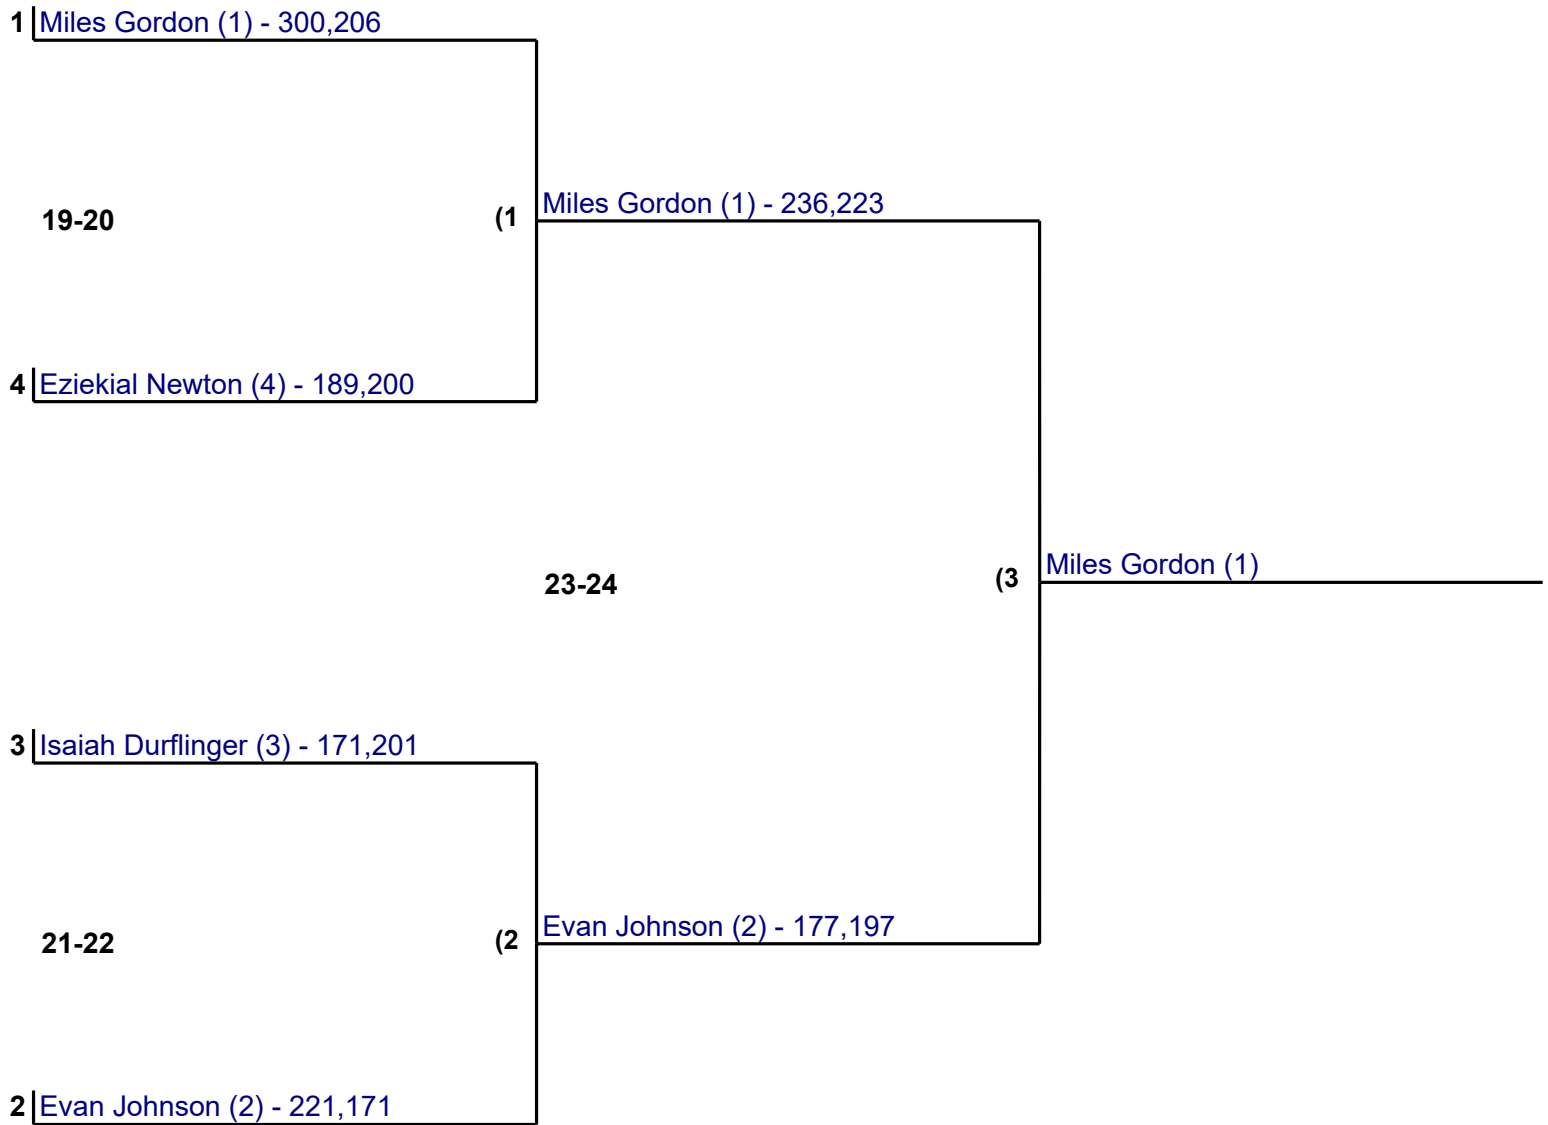 1 Miles Gordon (1) - 300,206
19-20 (1 Miles Gordon (1) - 236,223
4 Eziekial Newton (4) - 189,200
23-24 (3 Miles Gordon (1)
3 Isaiah Durflinger (3) - 171,201
21-22 (2 Evan Johnson (2) - 177,197
2 Evan Johnson (2) - 221,171